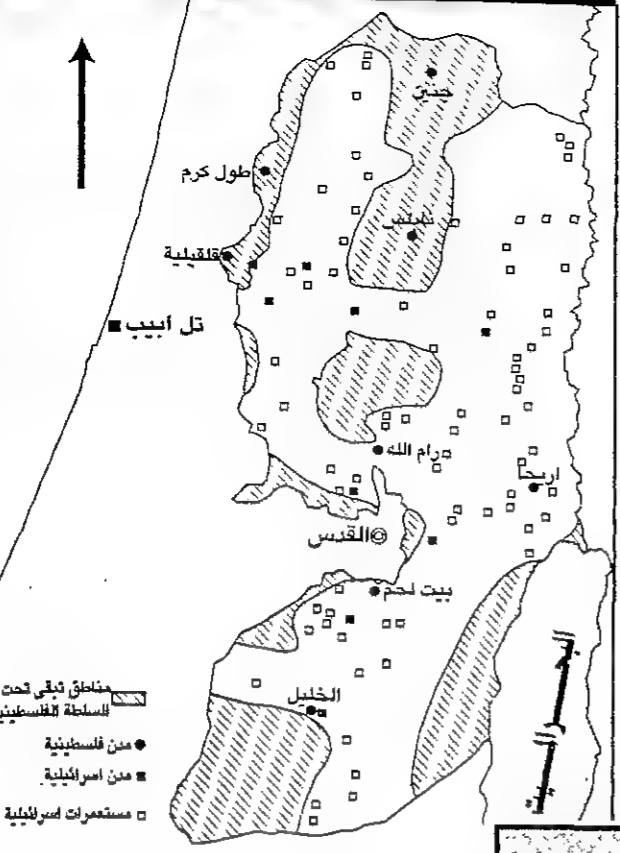 جنين
طول كرم
نابلس
قلقيلية
تل أبيب
رام الله
اريحا
القدس
بيت لحم
البحر الميت
الخليل
مناطق تبقى تحت
السلطة الفلسطينية
مدن فلسطينية
مدن اسرائيلية
مستعمرات اسرائيلية